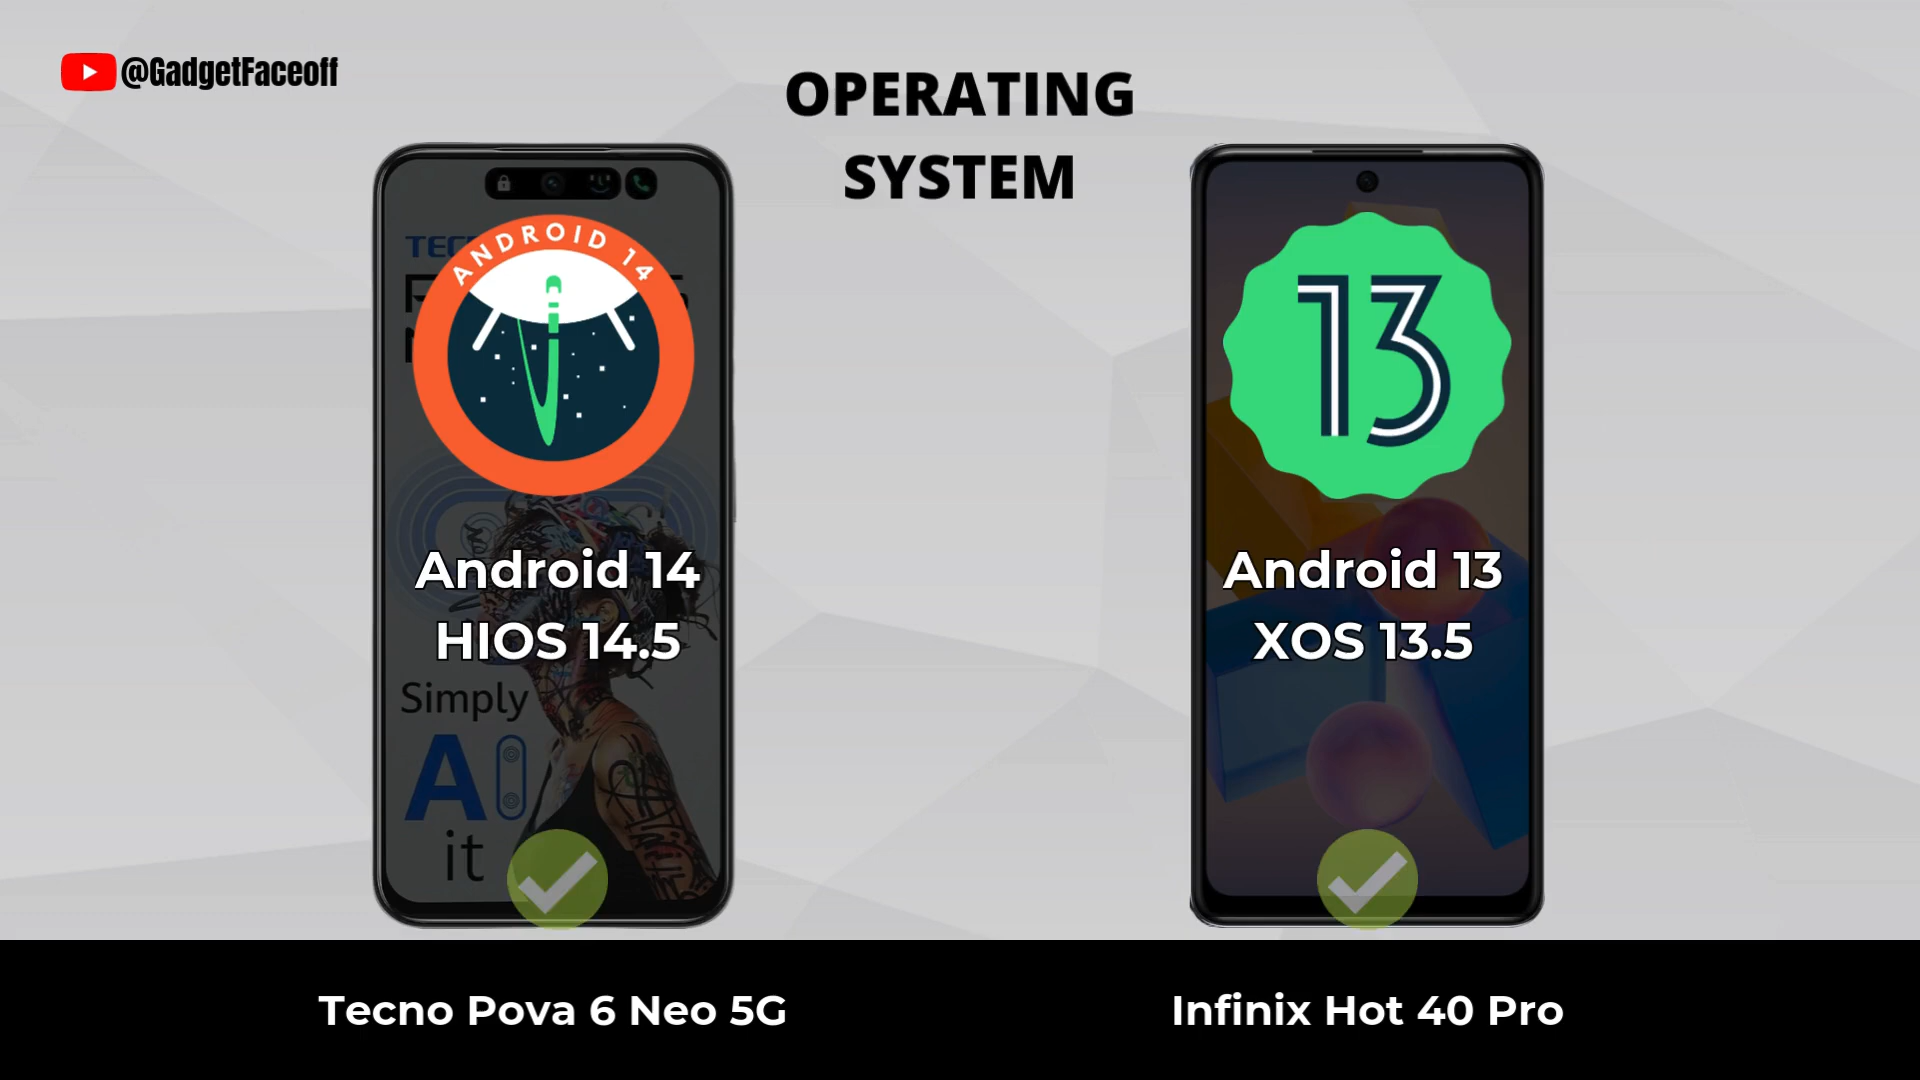 @GadgetFaceoff
OPERATING
SYSTEM
TEC
ANDROID 14
13
Android 14
HIOS 14.5
Simply
AI
it
Android 13
XOS 13.5
Tecno Pova 6 Neo 5G
Infinix Hot 40 Pro